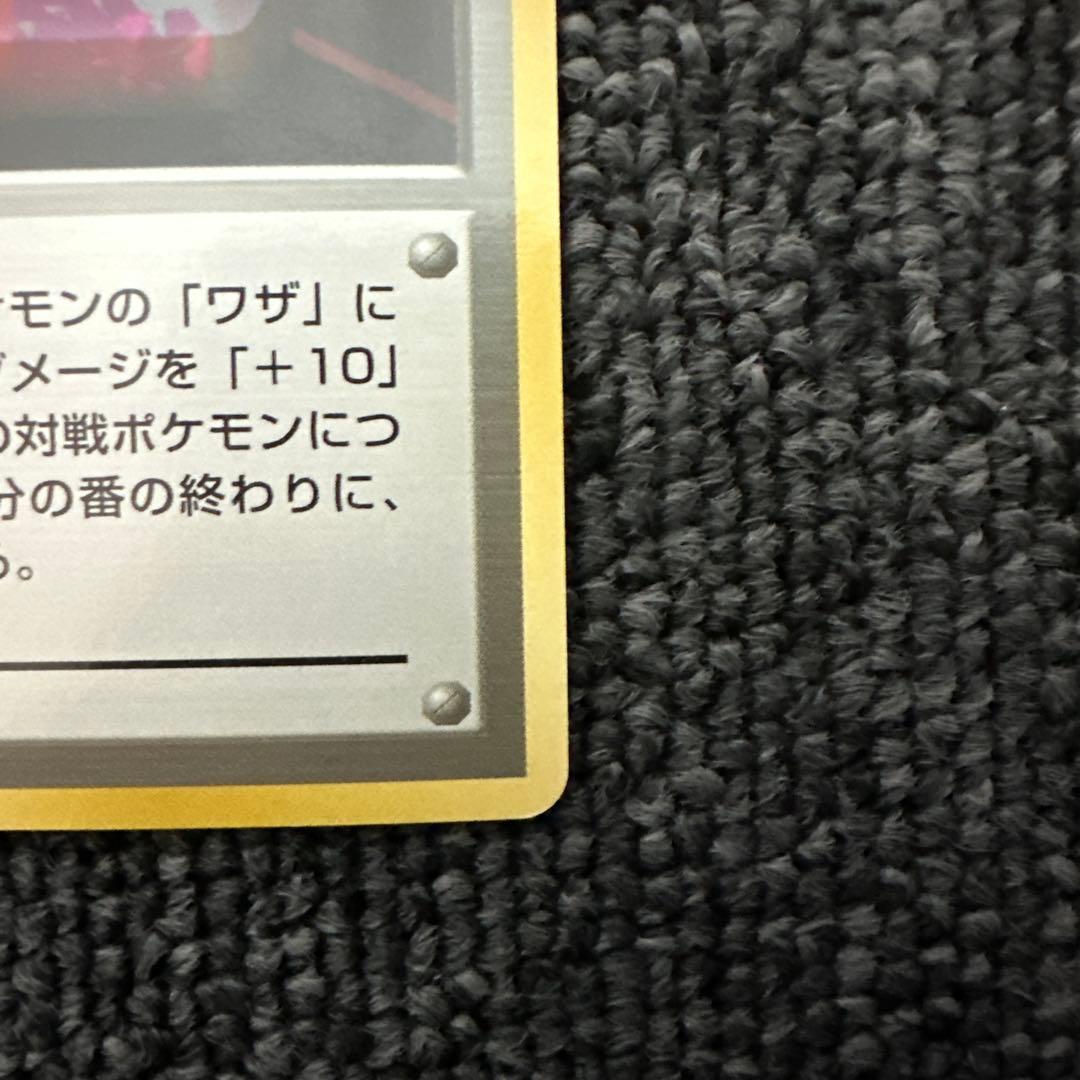 モンの「ワザ」に
メージを「＋10」
対戦ポケモンにつ
分の番の終わりに、
。